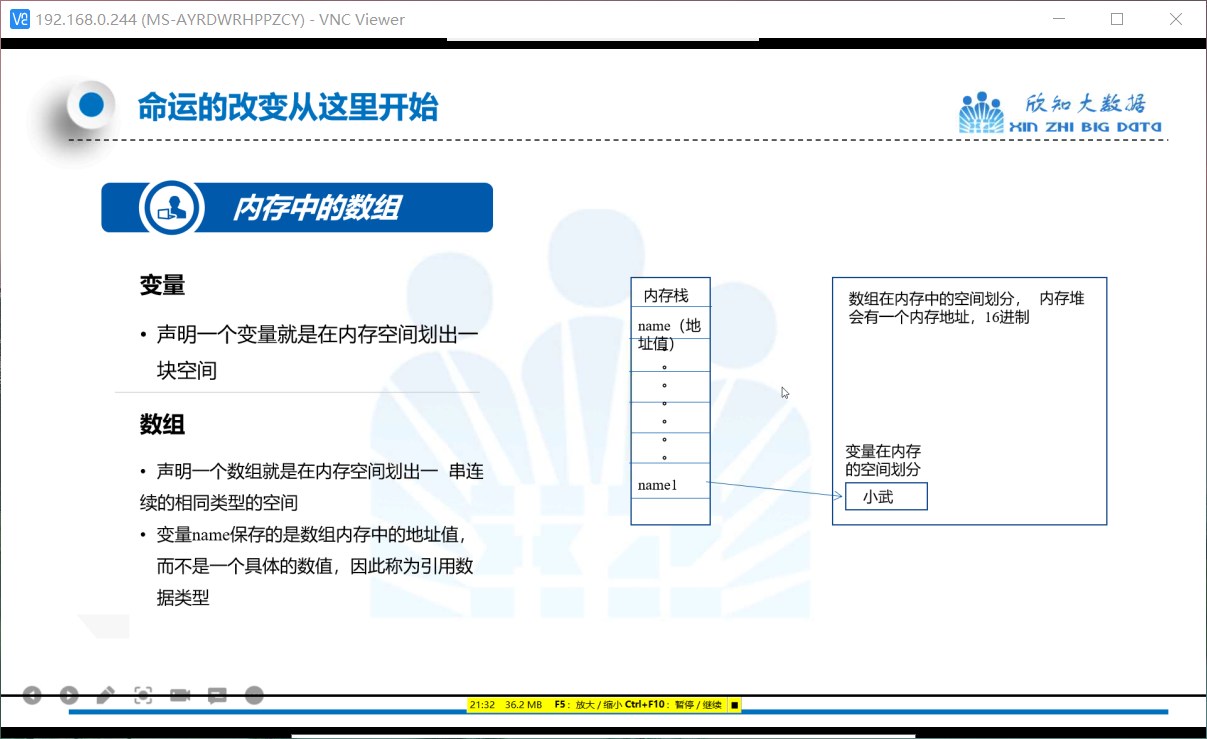 192.168.0.244 (MS-AYRDWRHPPZCY) - VNC Viewer
命运的改变从这里开始
欣知大数据
XIN ZHI BIG DATA
内存中的数组
变量
• 声明一个变量就是在内存空间划出一
块空间
数组
• 声明一个数组就是在内存空间划出一 串连
续的相同类型的空间
• 变量name保存的是数组内存中的地址值，
而不是一个具体的数值，因此称为引用数
据类型
内存栈
name（地
址值）
name1
数组在内存中的空间划分， 内存堆
会有一个内存地址，16进制
变量在内存
的空间划分
小武
21:32 36.2 MB F5：放大 / 缩小 Ctrl+F10：暂停 / 继续